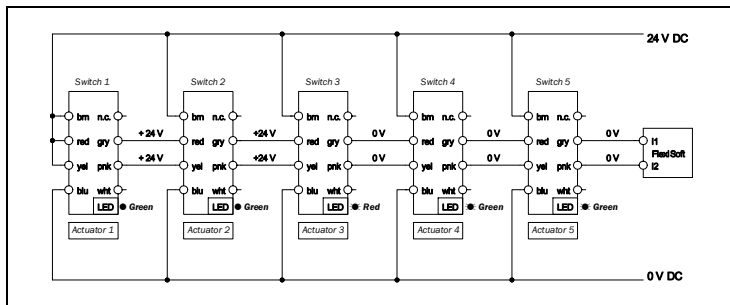 24 V DC
Switch 1 Switch 2 Switch 3 Switch 4 Switch 5
brn n.c. brn n.c. brn n.c. brn n.c. brn n.c.
+ 24 V +24 V 0 V 0 V 0 V
red gry red gry red gry red gry red gry I1
+ 24 V +24 V 0 V 0 V 0 V FlexiSoft
yel pnk yel pnk yel pnk yel pnk yel pnk I2
blu wht blu wht blu wht blu wht blu wht
LED Green LED Green LED Red LED Green LED Green
Actuator 1 Actuator 2 Actuator 3 Actuator 4 Actuator 5
0 V DC